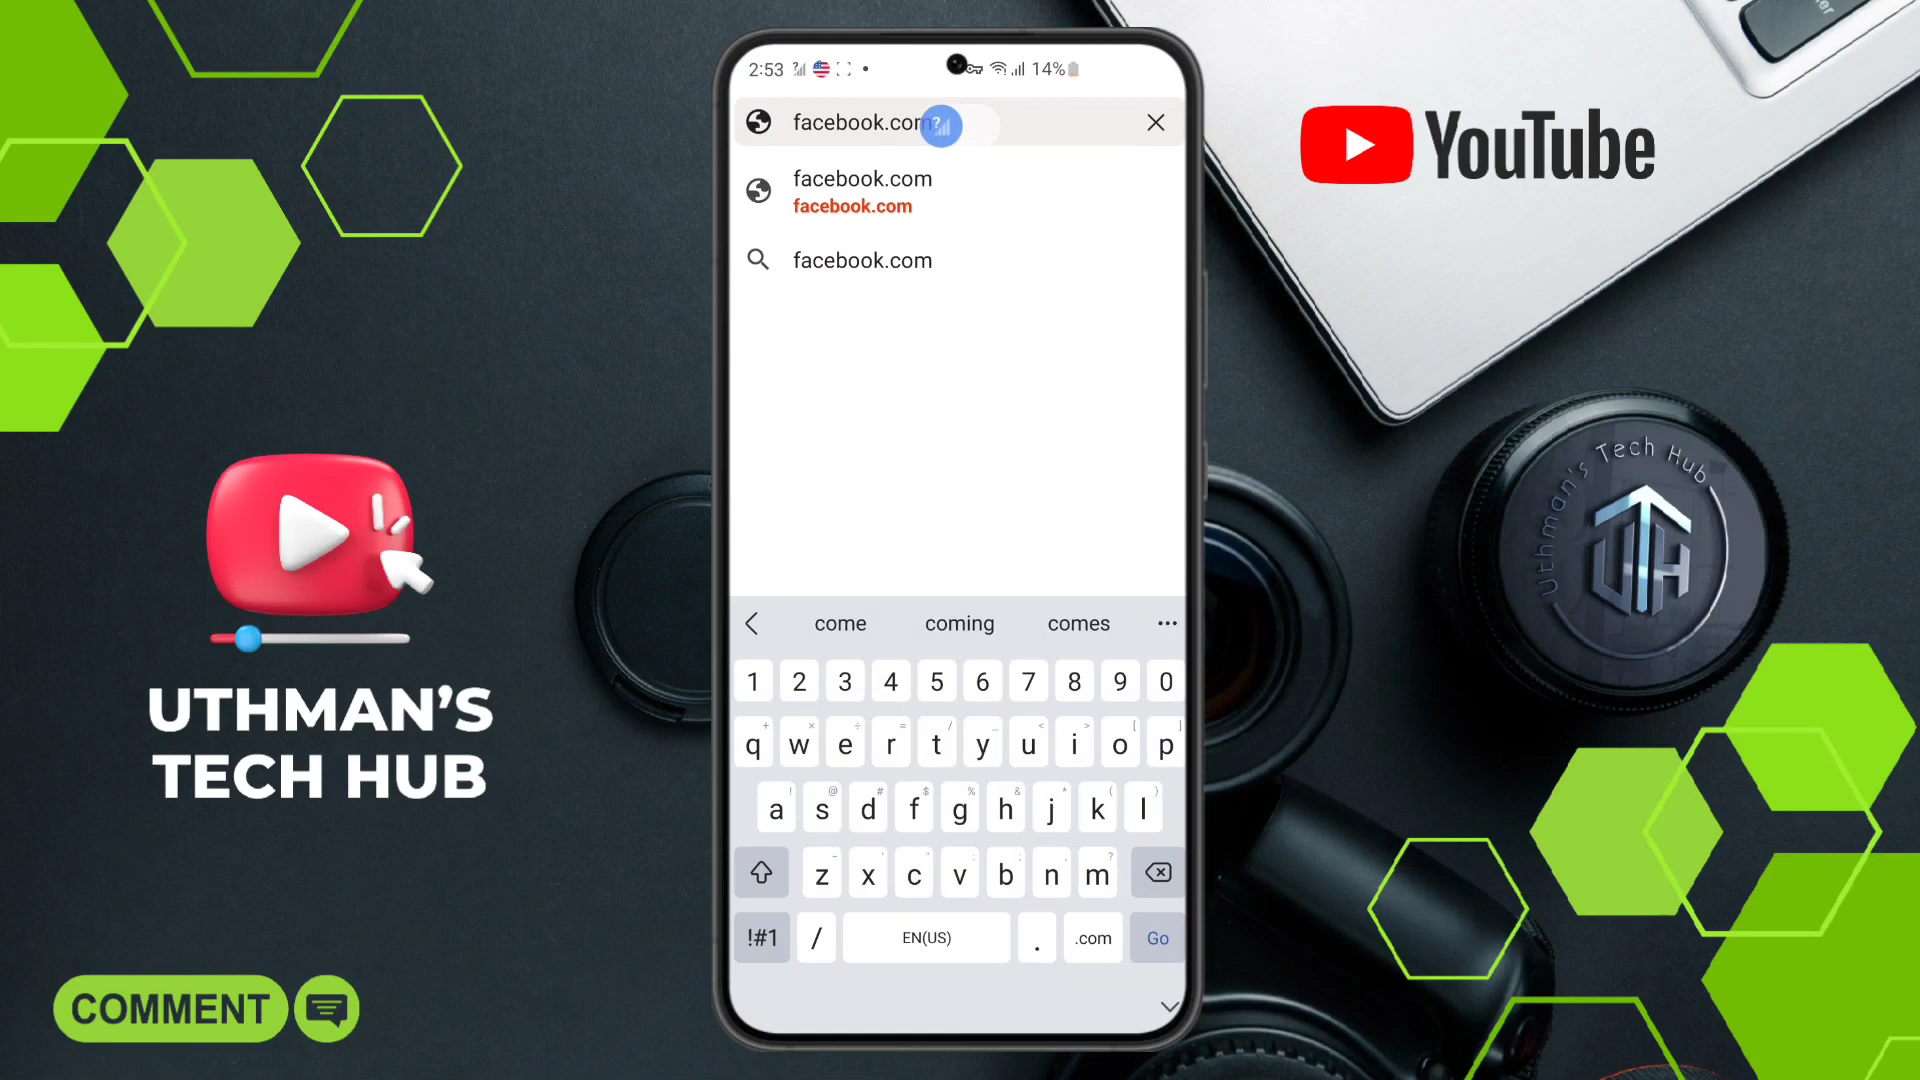 2:53
14%
facebook.com
facebook.com
facebook.com
facebook.com
come coming comes
1 2 3 4 5 6 7 8 9 0
q w e r t y u i o p
a s d f g h j k l
z x c v b n m
!#1 / EN(US) . .com Go
YouTube
Uthman's Tech Hub
UTH
UTHMAN'S
TECH HUB
COMMENT